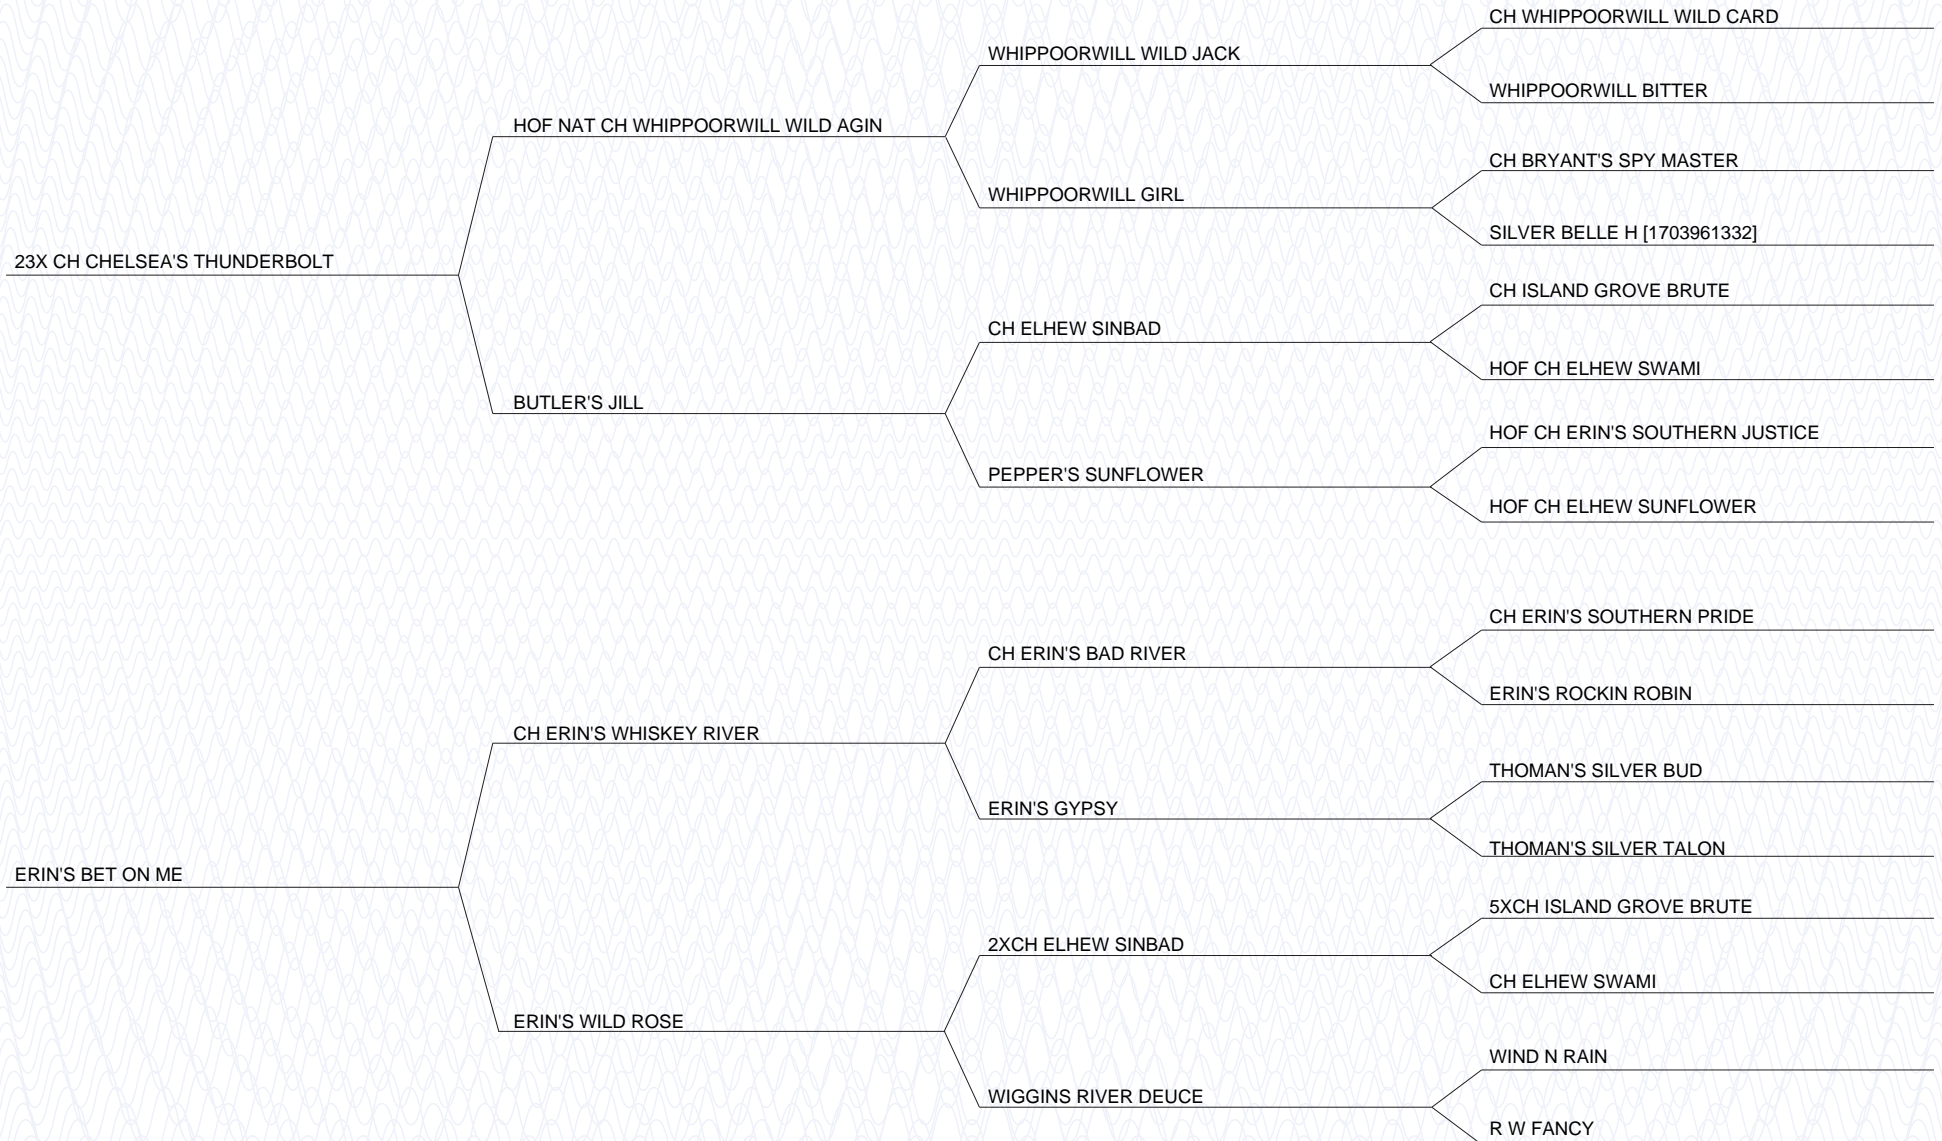 CH WHIPPOORWILL WILD CARD
WHIPPOORWILL WILD JACK
WHIPPOORWILL BITTER
HOF NAT CH WHIPPOORWILL WILD AGIN
CH BRYANT'S SPY MASTER
WHIPPOORWILL GIRL
SILVER BELLE H [1703961332]
23X CH CHELSEA'S THUNDERBOLT
CH ISLAND GROVE BRUTE
CH ELHEW SINBAD
HOF CH ELHEW SWAMI
BUTLER'S JILL
HOF CH ERIN'S SOUTHERN JUSTICE
PEPPER'S SUNFLOWER
HOF CH ELHEW SUNFLOWER
CH ERIN'S SOUTHERN PRIDE
CH ERIN'S BAD RIVER
ERIN'S ROCKIN ROBIN
CH ERIN'S WHISKEY RIVER
THOMAN'S SILVER BUD
ERIN'S GYPSY
THOMAN'S SILVER TALON
ERIN'S BET ON ME
5XCH ISLAND GROVE BRUTE
2XCH ELHEW SINBAD
CH ELHEW SWAMI
ERIN'S WILD ROSE
WIND N RAIN
WIGGINS RIVER DEUCE
R W FANCY